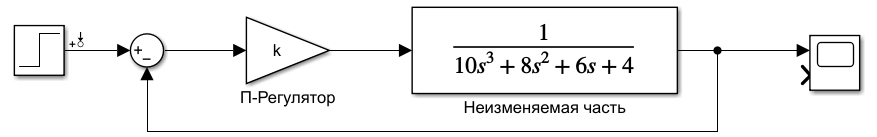 k
1
10s³ + 8s² + 6s + 4
П-Регулятор
Неизменяемая часть